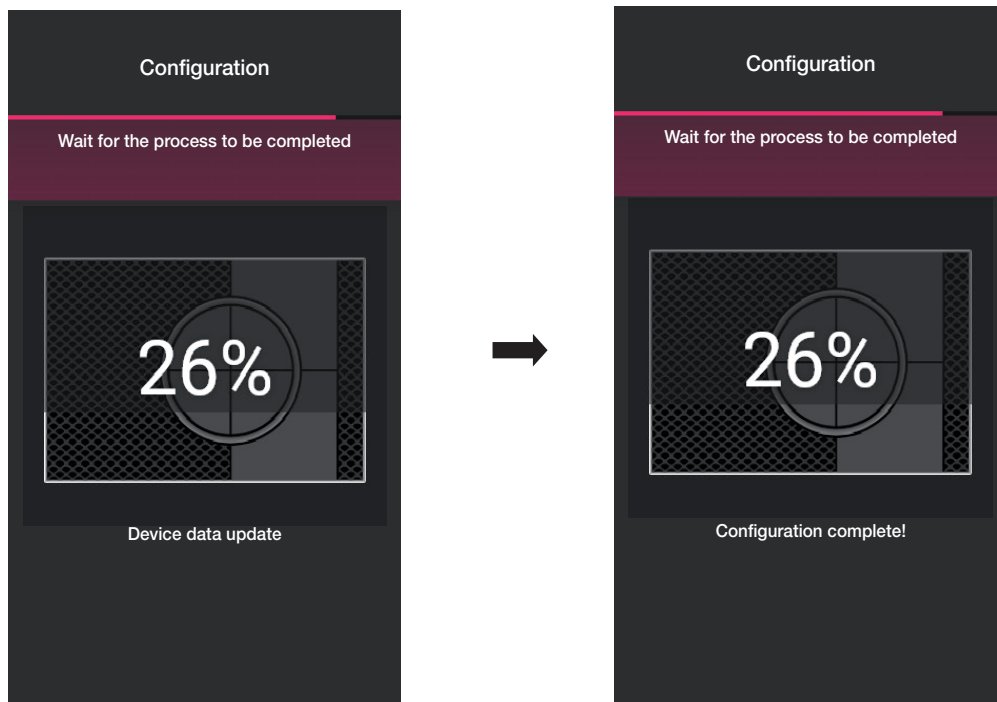 Configuration
Wait for the process to be completed
26%
Device data update
Configuration
Wait for the process to be completed
26%
Configuration complete!